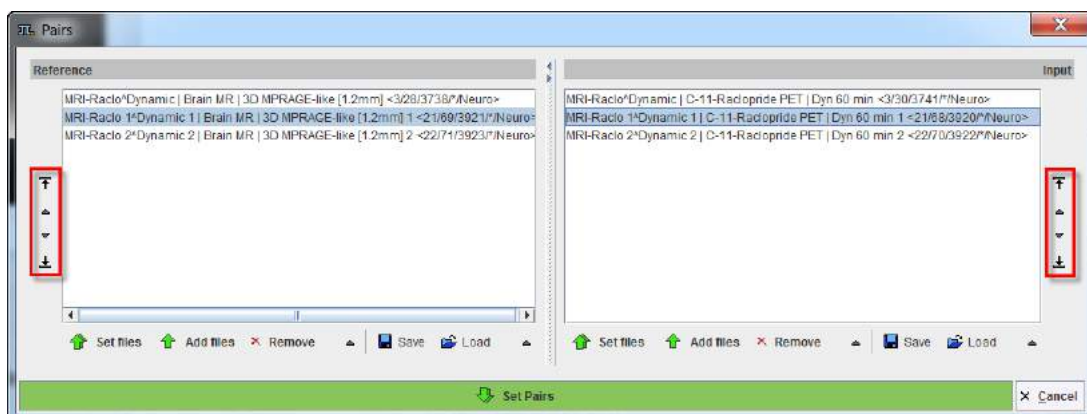 Pairs
Reference
Input
MRI-Raclo^Dynamic | Brain MR | 3D MPRAGE-like [1.2mm] <3/28/3738/*/Neuro>
MRI-Raclo 1^Dynamic 1 | Brain MR | 3D MPRAGE-like [1.2mm] 1 <21/69/3921/*/Neuro>
MRI-Raclo 2^Dynamic 2 | Brain MR | 3D MPRAGE-like [1.2mm] 2 <22/71/3923/*/Neuro>
MRI-Raclo^Dynamic | C-11-Raclopride PET | Dyn 60 min <3/30/3741/*/Neuro>
MRI-Raclo 1^Dynamic 1 | C-11-Raclopride PET | Dyn 60 min 1 <21/68/3920/*/Neuro>
MRI-Raclo 2^Dynamic 2 | C-11-Raclopride PET | Dyn 60 min 2 <22/70/3922/*/Neuro>
Set files Add files Remove Save Load
Set files Add files Remove Save Load
Set Pairs
Cancel